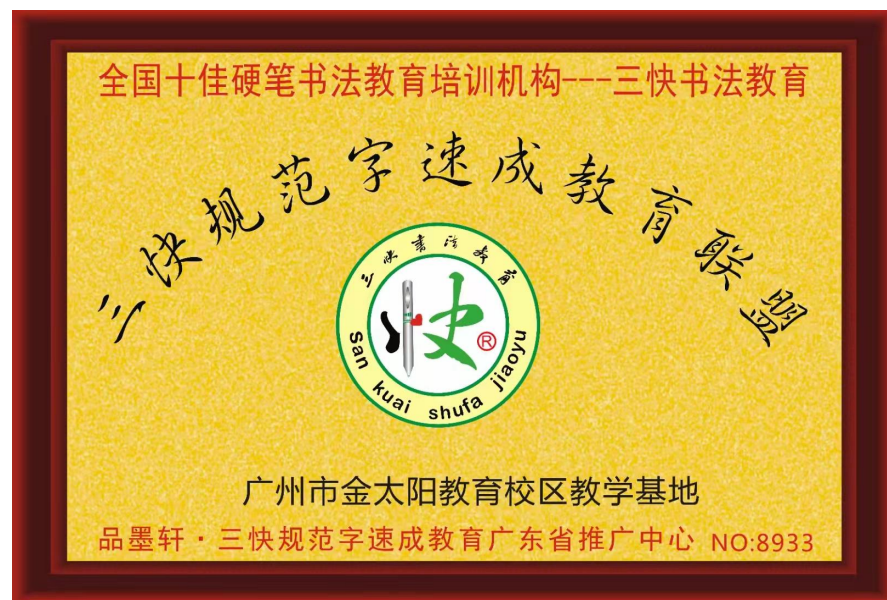 全国十佳硬笔书法教育培训机构---三快书法教育
三快规范字速成教育联盟
三快书法教育
快®
San kuai shufa jiaoyu
广州市金太阳教育校区教学基地
品墨轩·三快规范字速成教育广东省推广中心 NO:8933